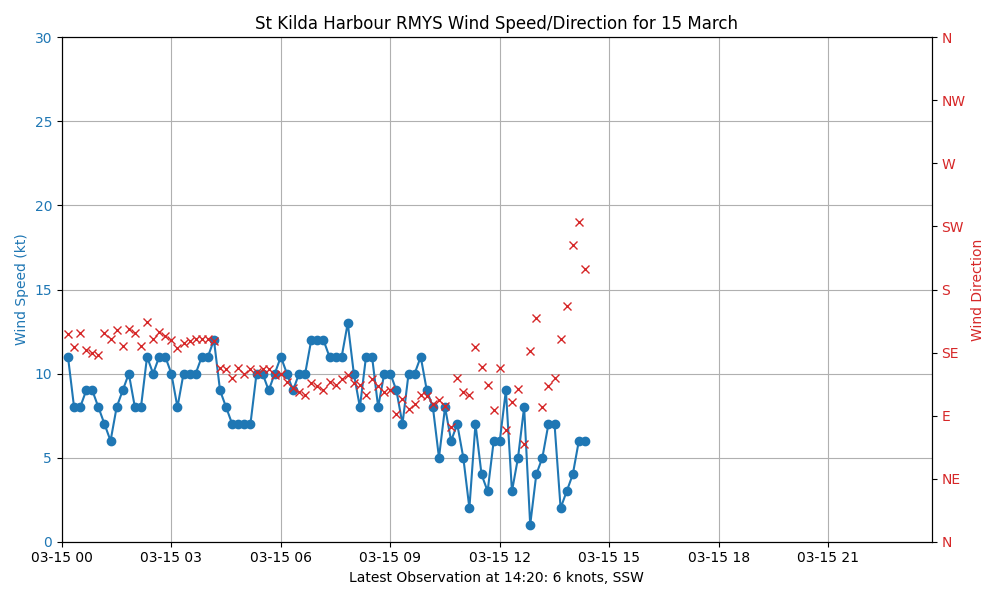 St Kilda Harbour RMYS Wind Speed/Direction for 15 March
30
25
20
15
10
5
0
Wind Speed (kt)
N
NW
W
SW
S
SE
E
NE
N
Wind Direction
03-15 00
03-15 03
03-15 06
03-15 09
03-15 12
03-15 15
03-15 18
03-15 21
Latest Observation at 14:20: 6 knots, SSW